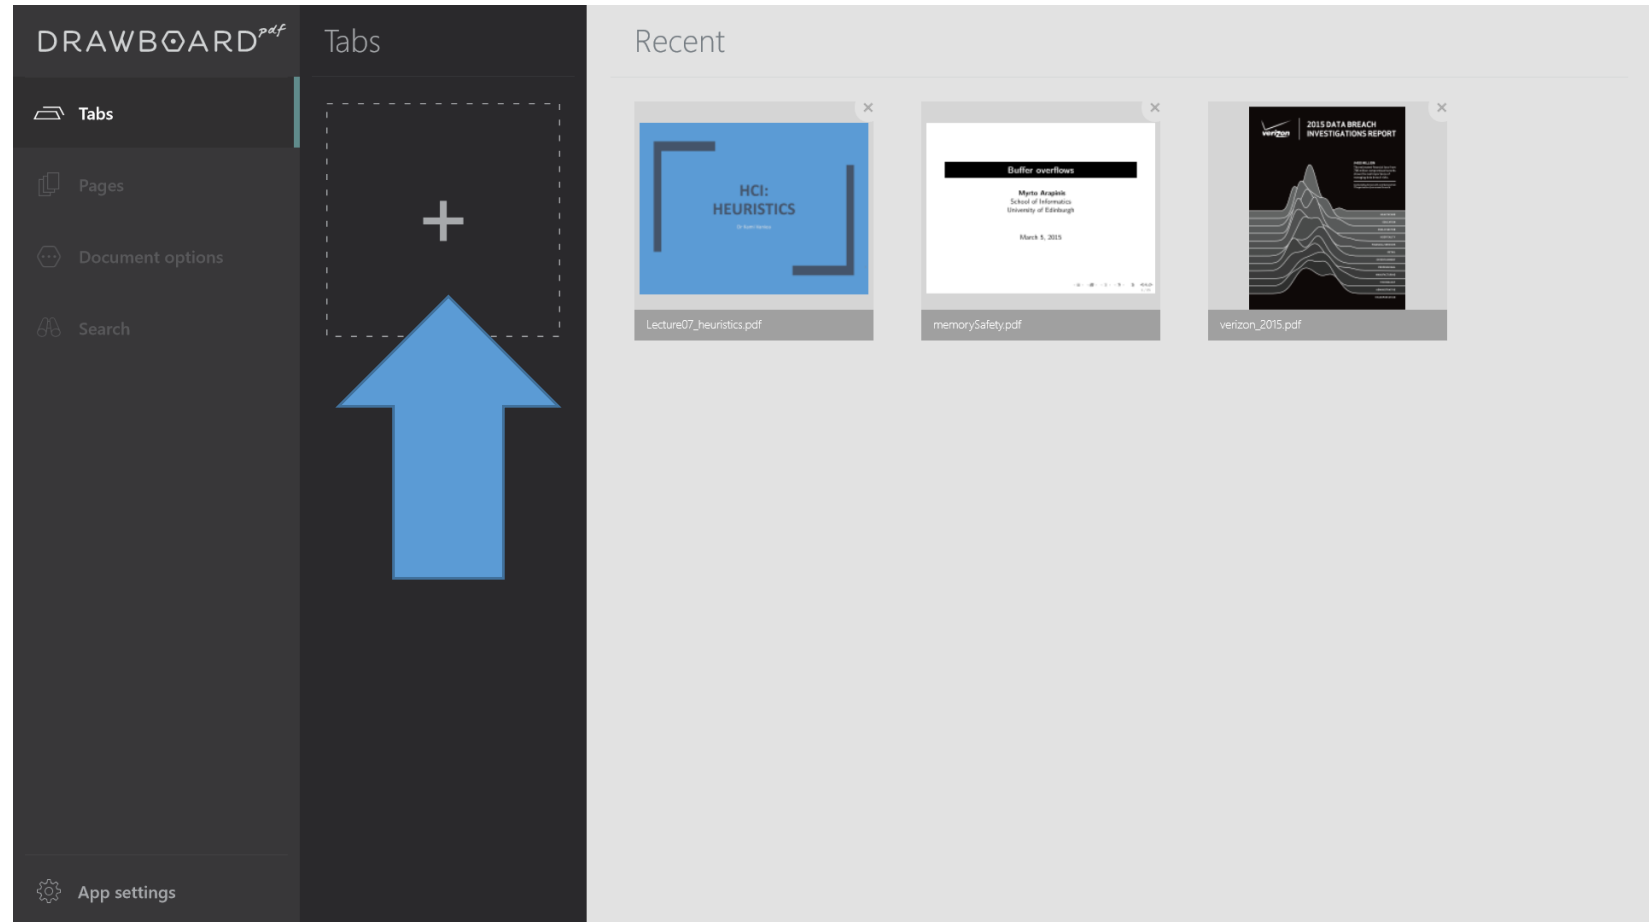 DRAWBOARD pdf
Tabs
Pages
Document options
Search
App settings
Tabs
Recent
HCI:
HEURISTICS
Lecture07_heuristics.pdf
Buffer overflows
Myrto Arapinis
School of Informatics
University of Edinburgh
March 5, 2015
memorySafety.pdf
verizon
2015 DATA BREACH
INVESTIGATIONS REPORT
verizon_2015.pdf